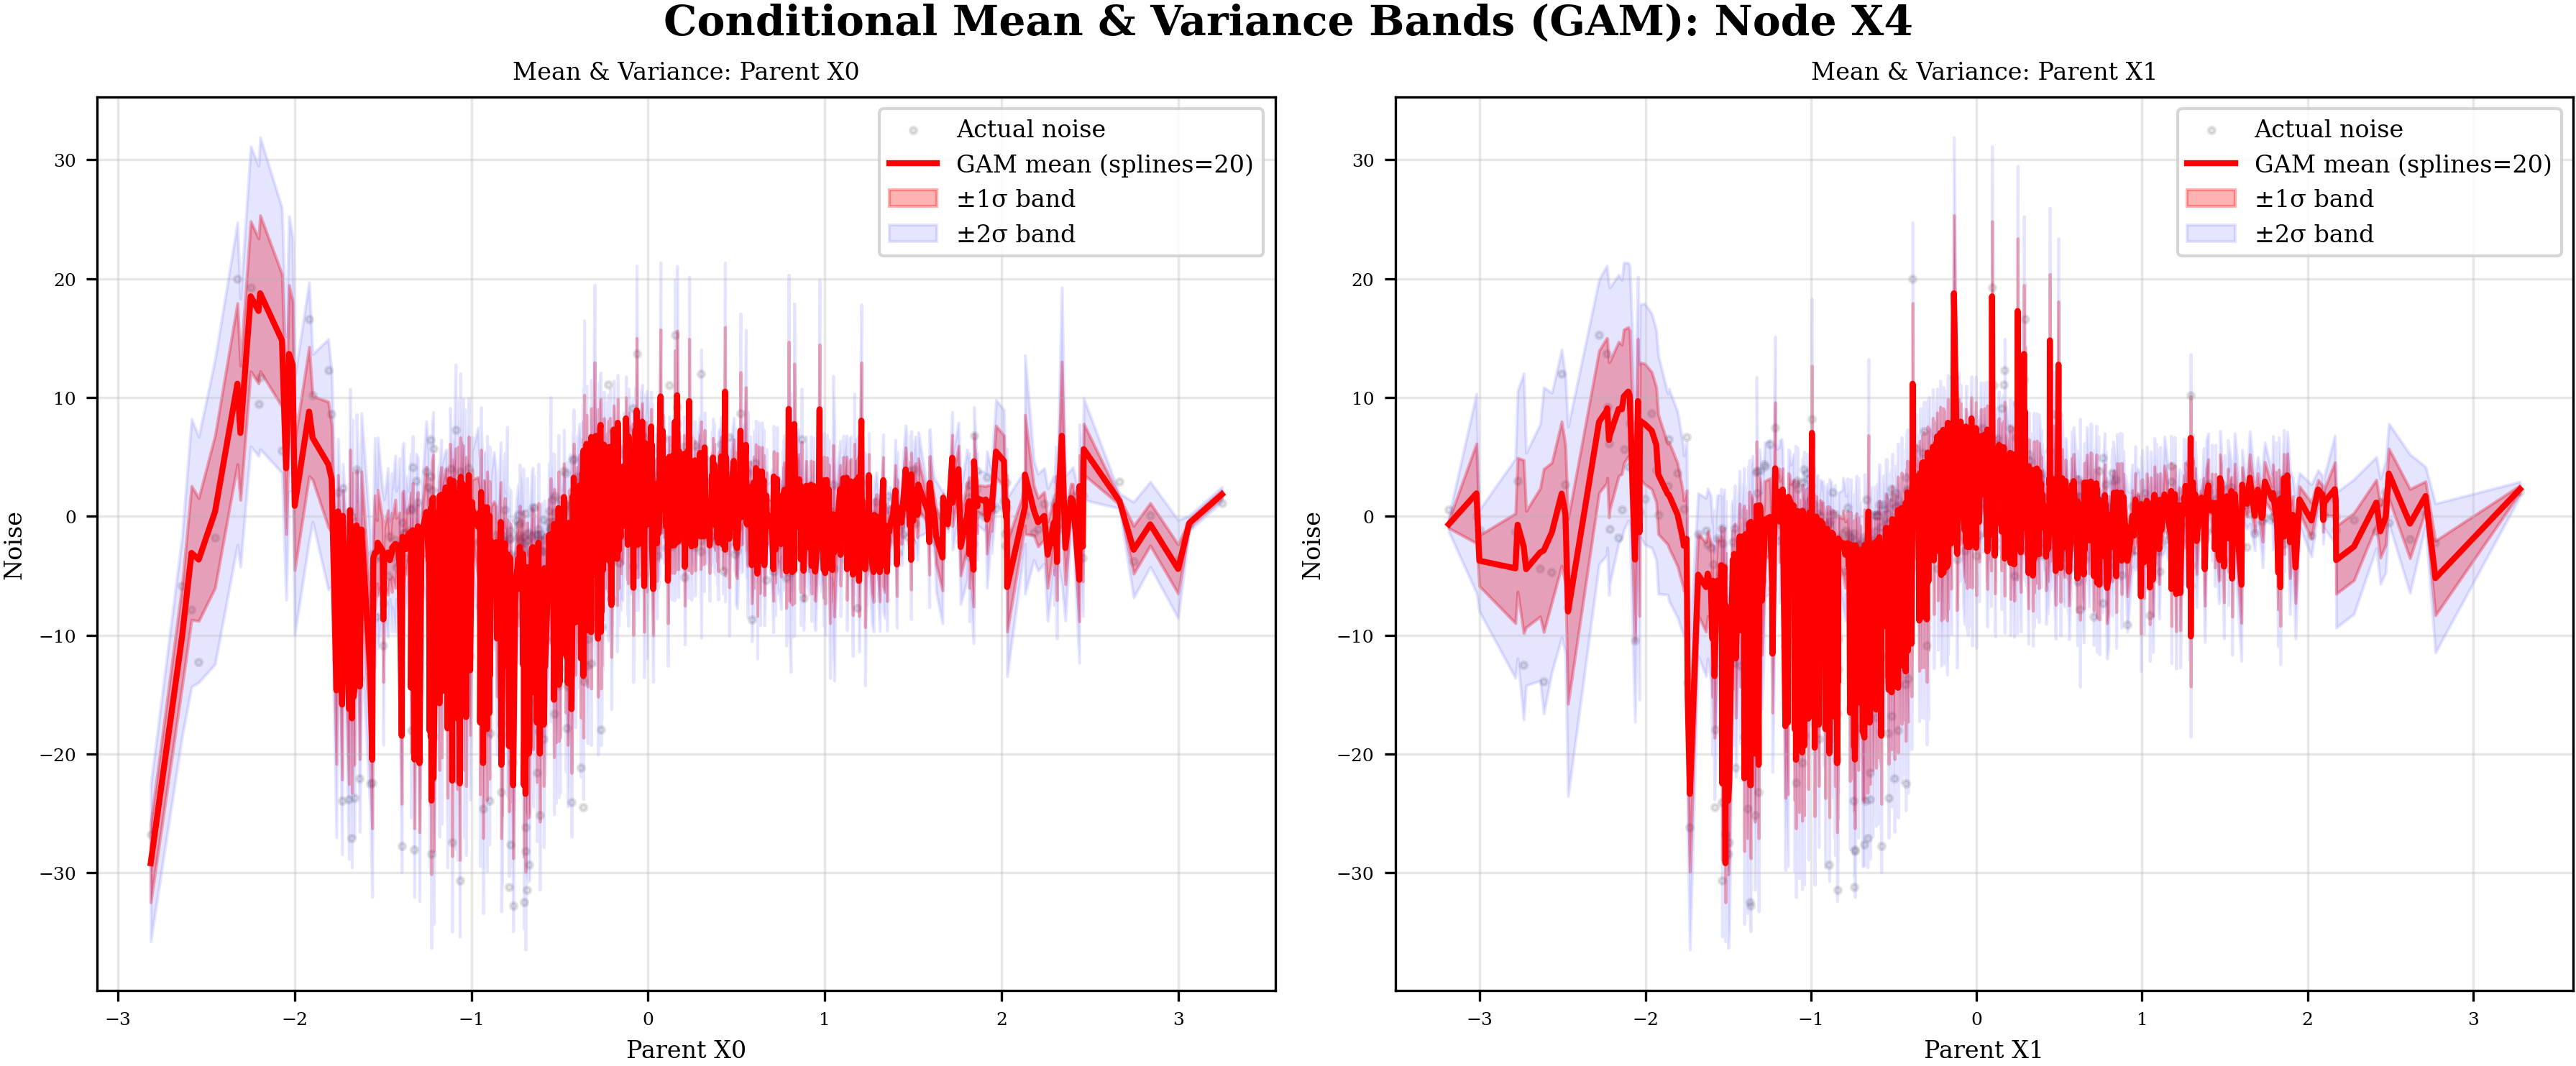 Conditional Mean & Variance Bands (GAM): Node X4
Mean & Variance: Parent X0
Noise
30
20
10
0
−10
−20
−30
−3
−2
−1
0
1
2
3
Parent X0
Actual noise
GAM mean (splines=20)
±1σ band
±2σ band
Mean & Variance: Parent X1
Noise
30
20
10
0
−10
−20
−30
−3
−2
−1
0
1
2
3
Parent X1
Actual noise
GAM mean (splines=20)
±1σ band
±2σ band